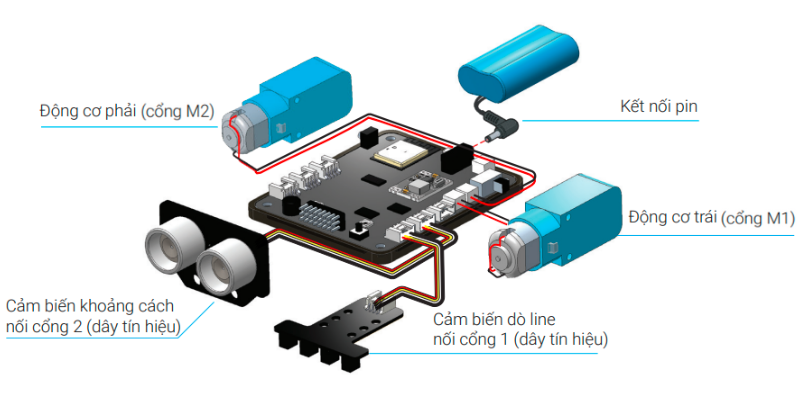 Động cơ phải (cổng M2)
Kết nối pin
Động cơ trái (cổng M1)
Cảm biến khoảng cách
nối cổng 2 (dây tín hiệu)
Cảm biến dò line
nối cổng 1 (dây tín hiệu)